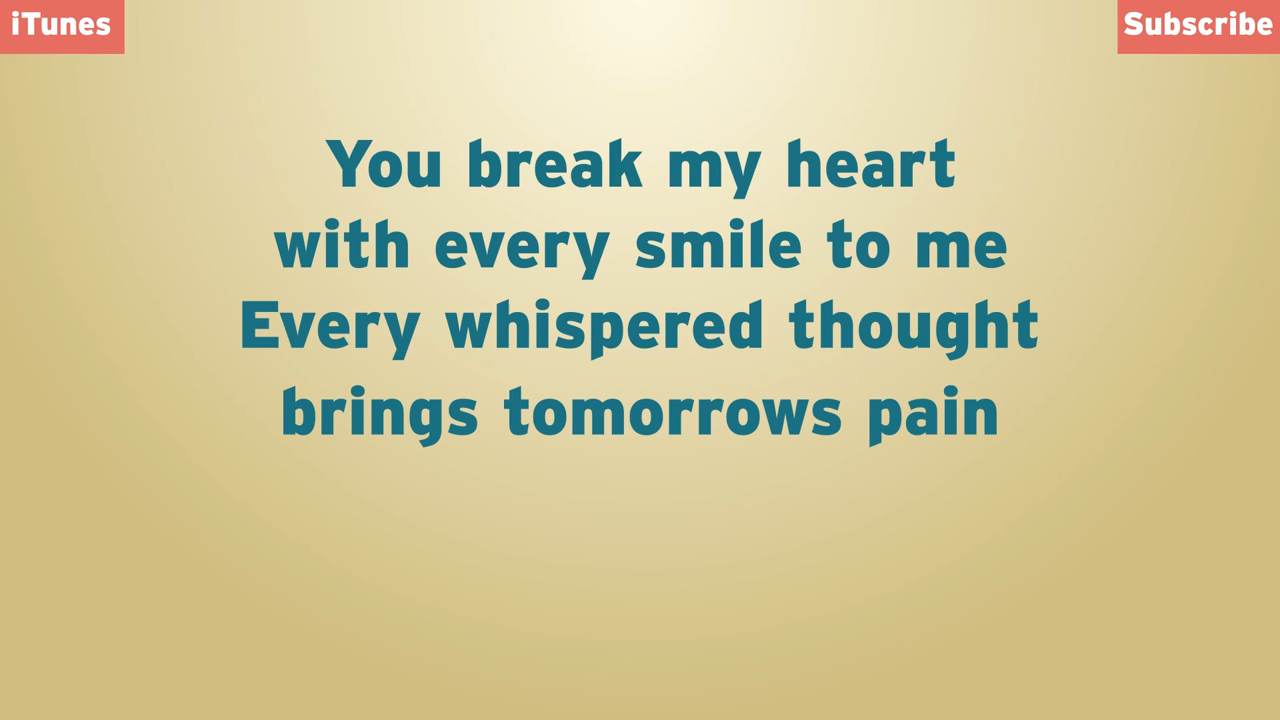 iTunes
Subscribe
You break my heart
with every smile to me
Every whispered thought
brings tomorrows pain